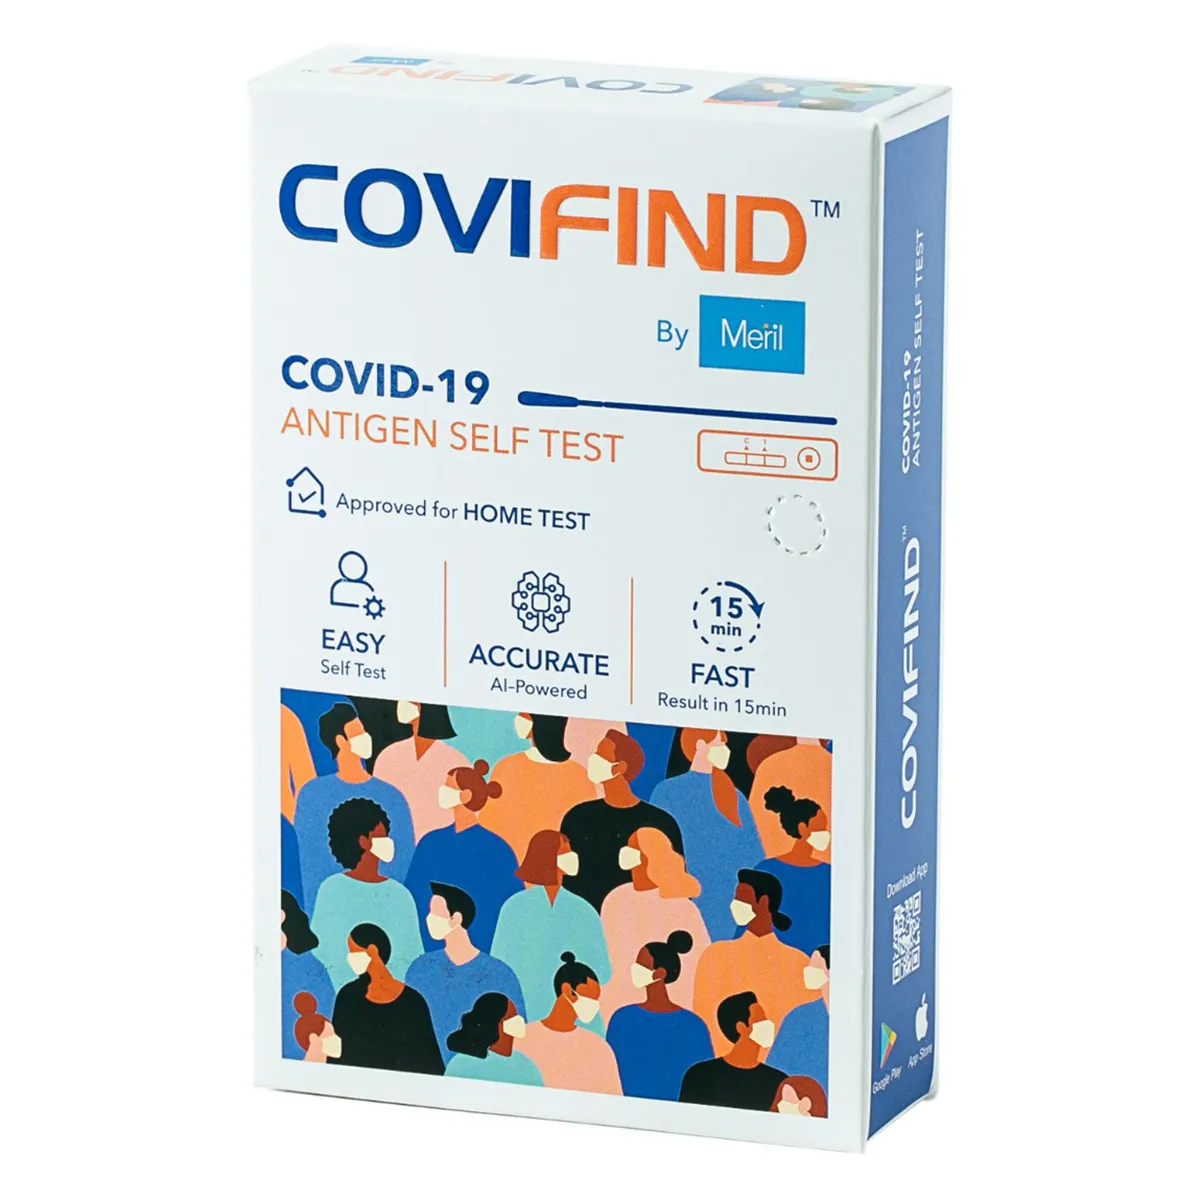 COVIFIND™
COVIFIND™
By Meril
COVID-19
ANTIGEN SELF TEST
C T
Approved for HOME TEST
EASY
Self Test
ACCURATE
AI-Powered
15
min
FAST
Result in 15min
COVID-19
ANTIGEN SELF TEST
COVIFIND™
Download App
Google Play
App Store